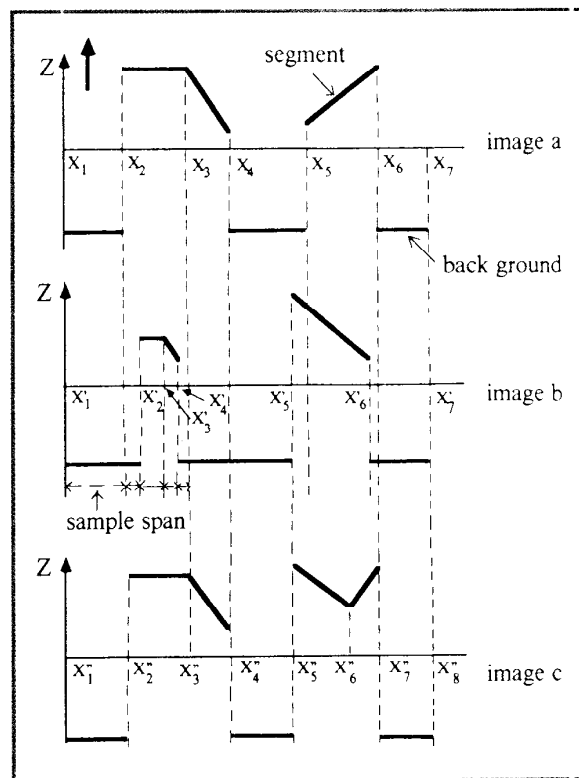 Z
segment
image a
X1 X2 X3 X4 X5 X6 X7
back ground
Z
image b
X'1 X'2 X'3 X'4 X'5 X'6 X'7
sample span
Z
X"1 X"2 X"3 X"4 X"5 X"6 X"7 X"8
image c